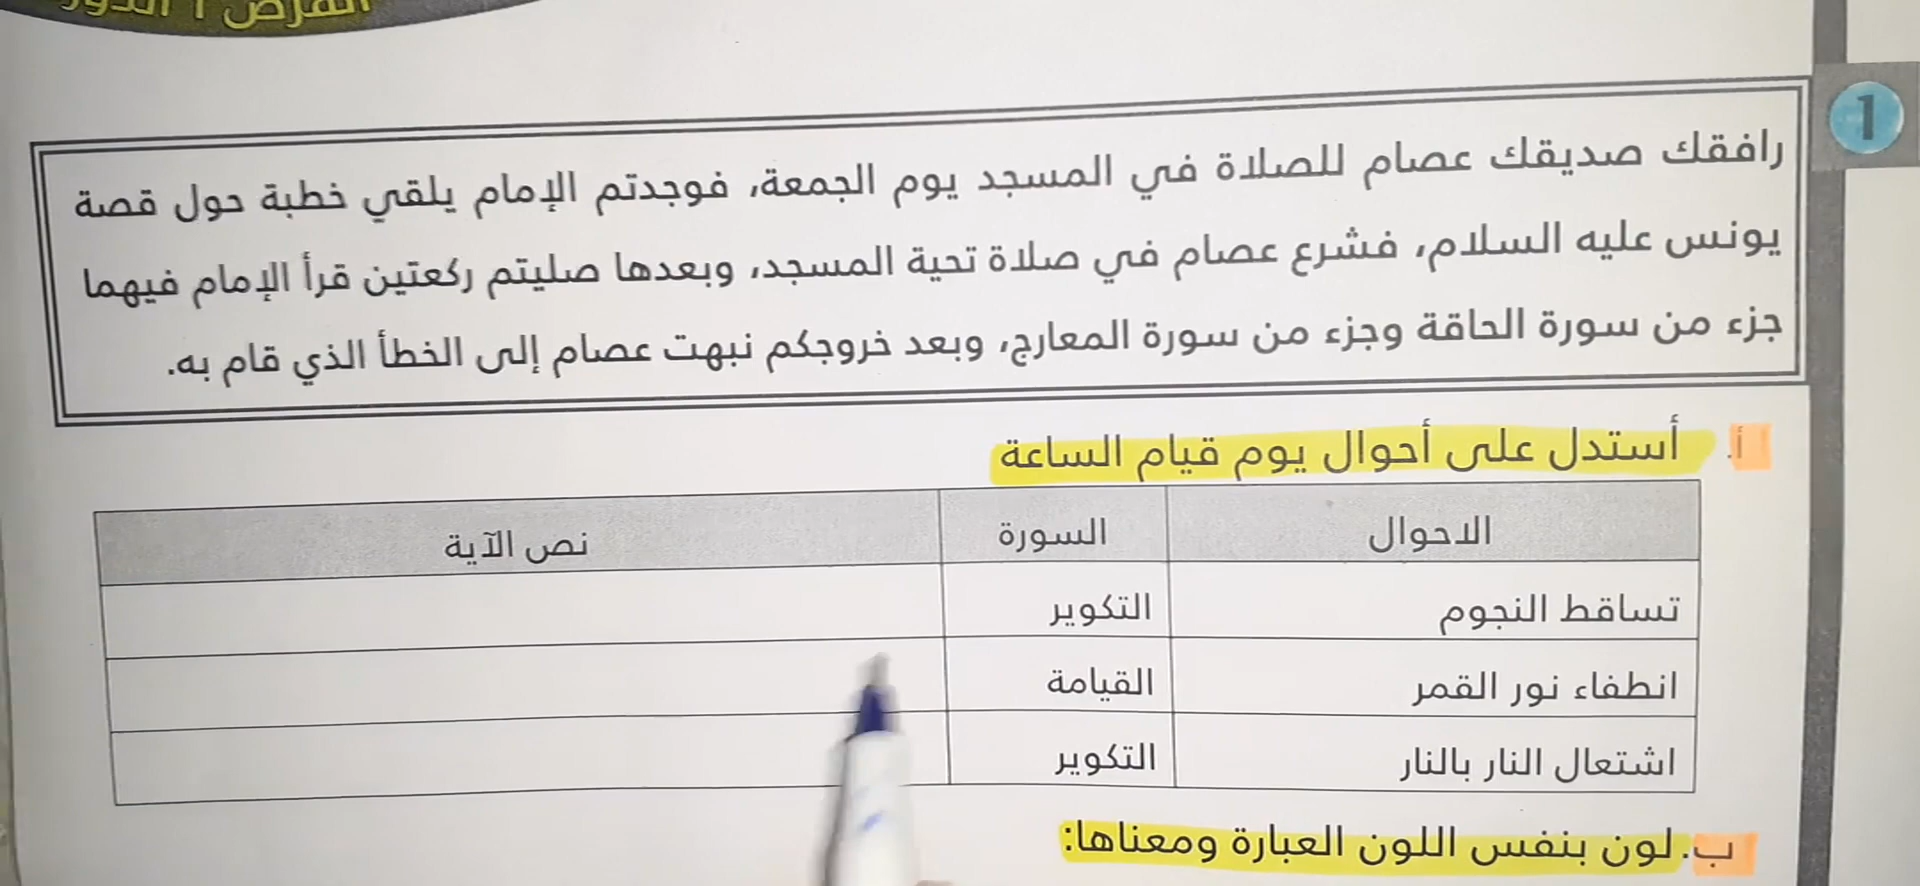 الفرض 1 الدور
1
رافقك صديقك عصام للصلاة في المسجد يوم الجمعة، فوجدتم الإمام يلقي خطبة حول قصة
يونس عليه السلام، فشرع عصام في صلاة تحية المسجد، وبعدها صليتم ركعتين قرأ الإمام فيهما
جزء من سورة الحاقة وجزء من سورة المعارج، وبعد خروجكم نبهت عصام إلى الخطأ الذي قام به.
أ. أستدل على أحوال يوم قيام الساعة
الاحوال السورة نص الآية
تساقط النجوم التكوير
انطفاء نور القمر القيامة
اشتعال النار بالنار التكوير
ب. لون بنفس اللون العبارة ومعناها: